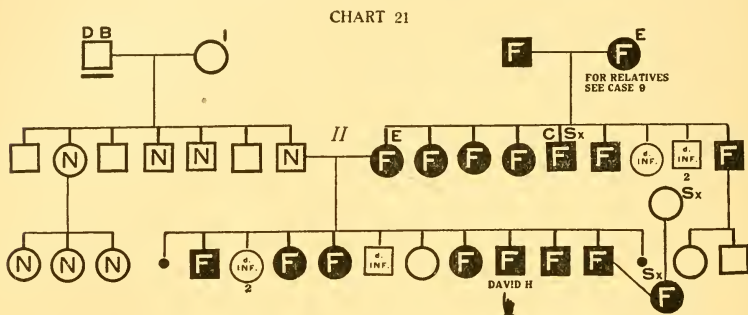 CHART 21
D B I F F E
FOR RELATIVES
SEE CASE 9
II
N N N N F E F F F F C Sx F d. INF. d. INF. 2 F
Sx
N N N F d. INF. 2 F F d. INF. F F F F Sx F
DAVID H